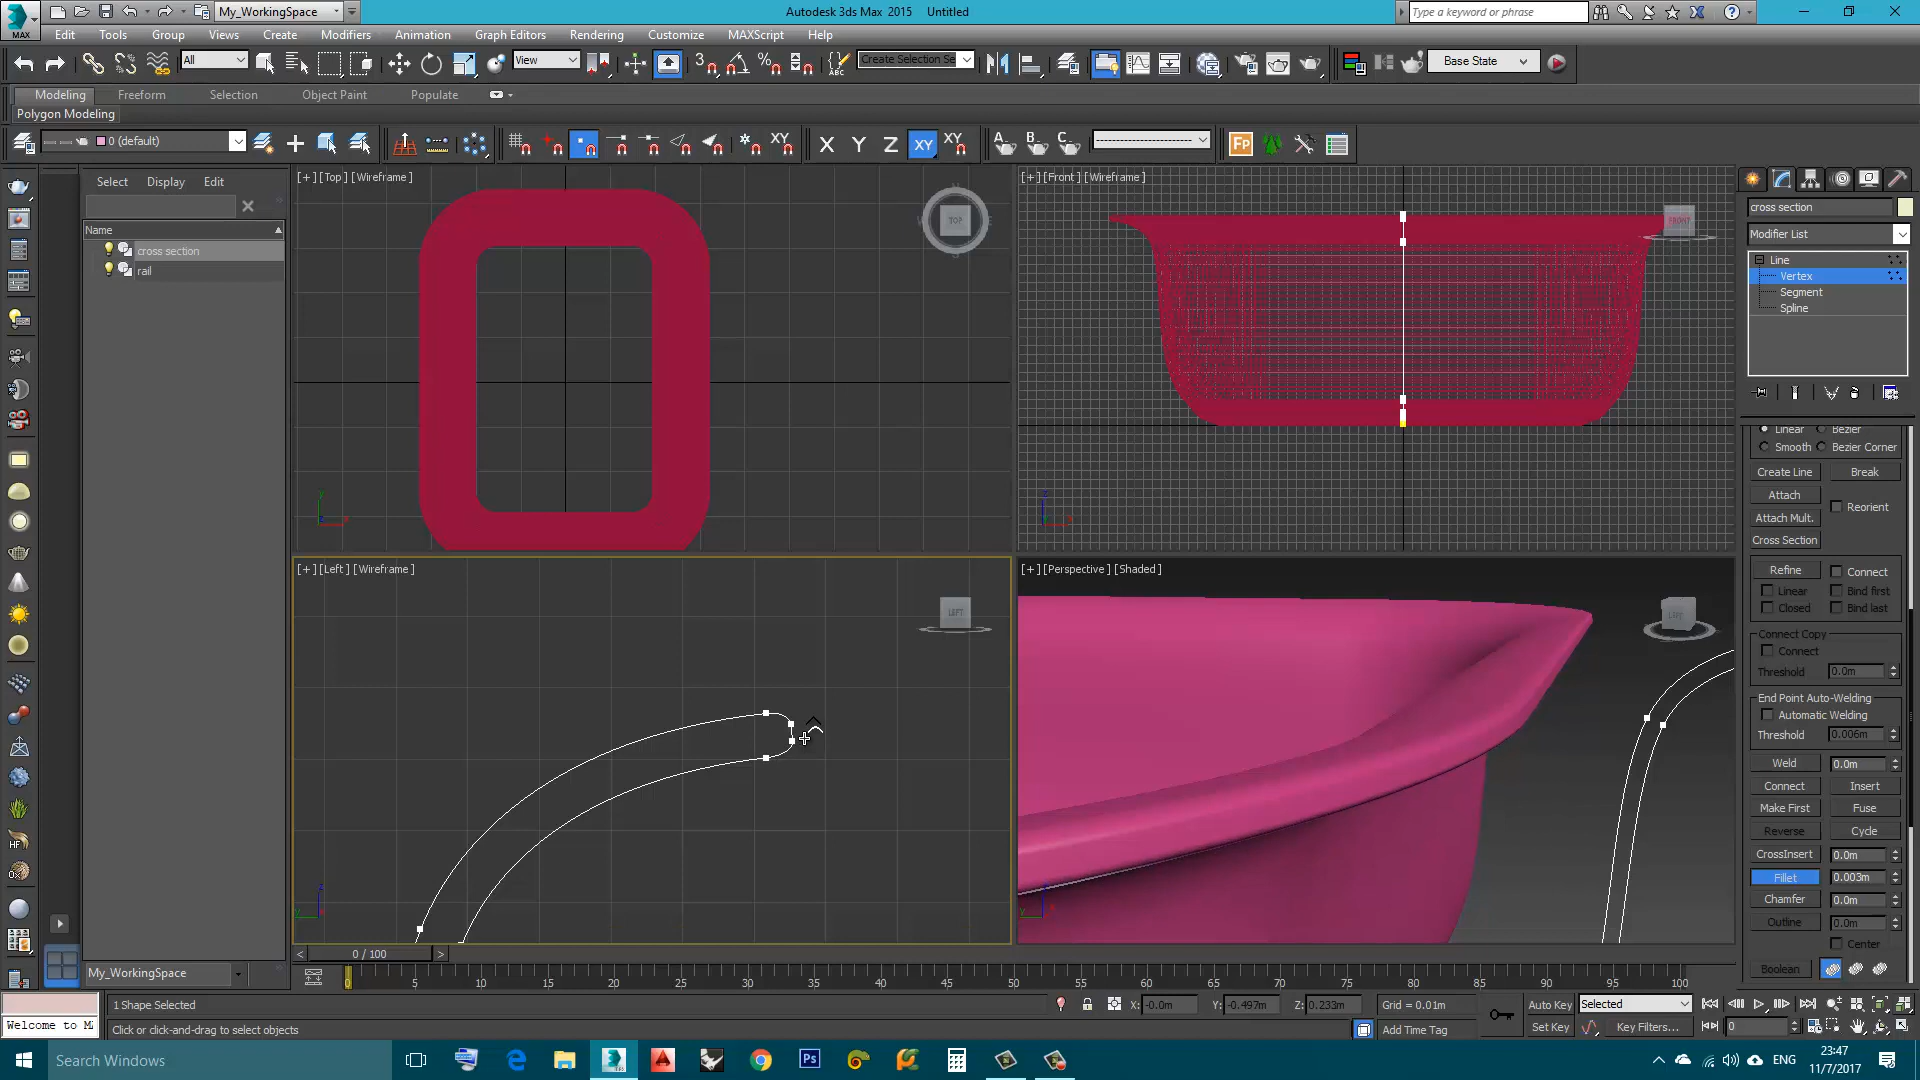 My_WorkingSpace
Autodesk 3ds Max 2015 Untitled
Type a keyword or phrase
MAX
Edit Tools Group Views Create Modifiers Animation Graph Editors Rendering Customize MAXScript Help
All
View
Create Selection Se
Base State
Modeling Freeform Selection Object Paint Populate
Polygon Modeling
0 (default)
X Y Z XY XY
Select Display Edit
Name
cross section
rail
[+] [Top] [Wireframe]
TOP
[+] [Front] [Wireframe]
FRONT
[+] [Left] [Wireframe]
LEFT
[+] [Perspective] [Shaded]
cross section
Modifier List
Line
Vertex
Segment
Spline
Linear Bezier
Smooth Bezier Corner
Create Line Break
Attach
Reorient
Attach Mult.
Cross Section
Refine Connect
Linear Bind first
Closed Bind last
Connect Copy
Connect
Threshold 0.0m
End Point Auto-Welding
Automatic Welding
Threshold 0.006m
Weld 0.0m
Connect Insert
Make First Fuse
Reverse Cycle
CrossInsert 0.0m
Fillet 0.003m
Chamfer 0.0m
Outline 0.0m
Center
Boolean
0 / 100
My_WorkingSpace
0 5 10 15 20 25 30 35 40 45 50 55 60 65 70 75 80 85 90 95 100
1 Shape Selected
X: -0.0m Y: -0.497m Z: 0.233m Grid = 0.01m
Auto Key Selected
Welcome to M
Click or click-and-drag to select objects
Add Time Tag
Set Key Key Filters...
0
Search Windows
ENG
23:47
11/7/2017